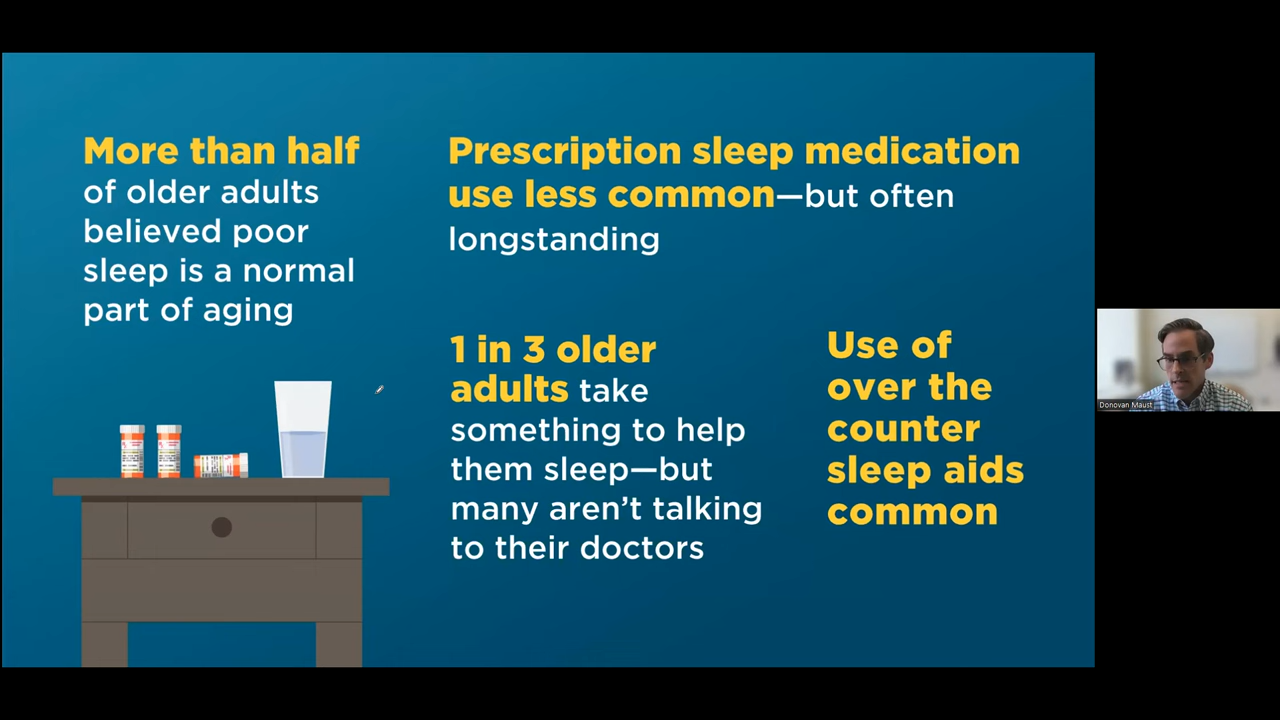 More than half
of older adults
believed poor
sleep is a normal
part of aging
Prescription sleep medication
use less common—but often
longstanding
1 in 3 older
adults take
something to help
them sleep—but
many aren’t talking
to their doctors
Use of
over the
counter
sleep aids
common
Donovan Maust